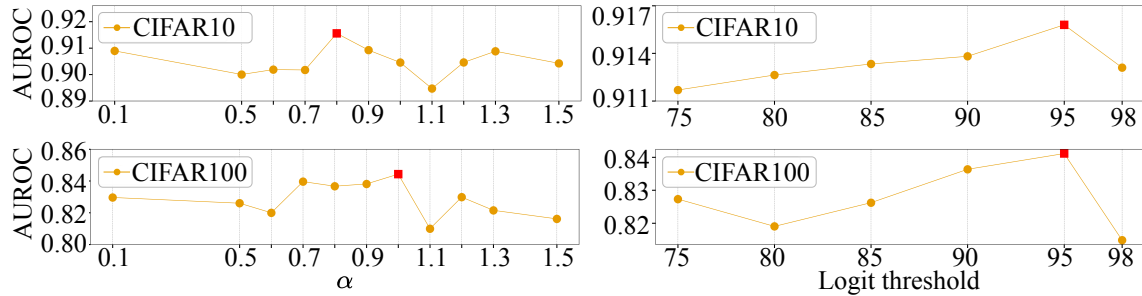 AUROC
0.92
0.91
0.90
0.89
CIFAR10
0.1 0.5 0.7 0.9 1.1 1.3 1.5
0.917
0.914
0.911
CIFAR10
75 80 85 90 95 98
AUROC
0.86
0.84
0.82
0.80
CIFAR100
0.1 0.5 0.7 0.9 1.1 1.3 1.5
α
0.84
0.83
0.82
CIFAR100
75 80 85 90 95 98
Logit threshold